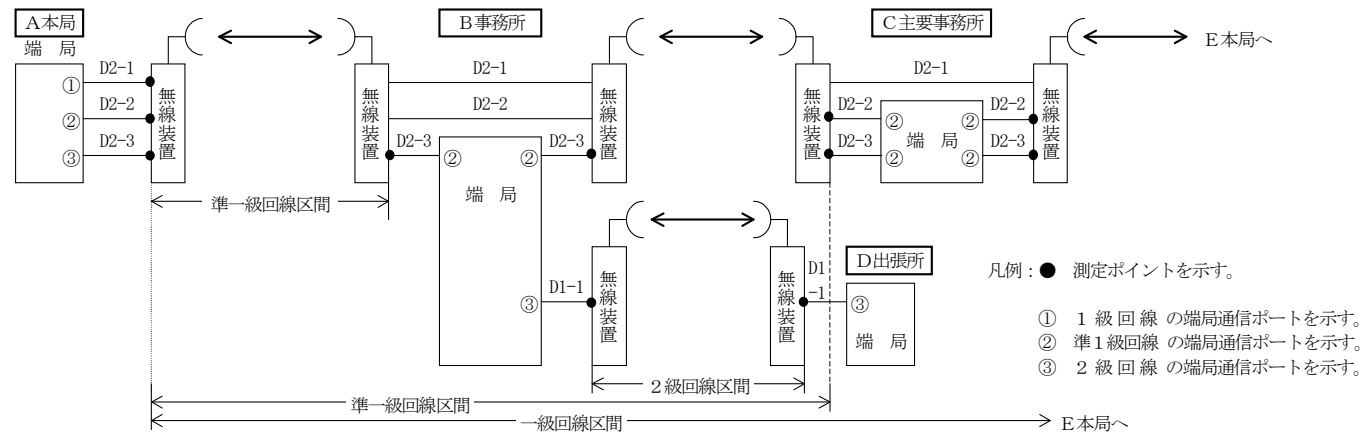 A本局
B事務所
C主要事務所
端 局
E本局へ
D2-1
D2-1
D2-1
①
無線装置
無線装置
無線装置
無線装置
無線装置
D2-2
D2-2
D2-2
D2-2
②
②
②
D2-3
D2-3
D2-3
D2-3
D2-3
端 局
③
②
②
②
②
端 局
準一級回線区間
D出張所
凡例：● 測定ポイントを示す。
無線装置
無線装置
D1
-1
D1-1
③
③
① 1級回線 の端局通信ポートを示す。
② 準1級回線 の端局通信ポートを示す。
③ 2級回線 の端局通信ポートを示す。
端 局
2級回線区間
準一級回線区間
一級回線区間
E本局へ